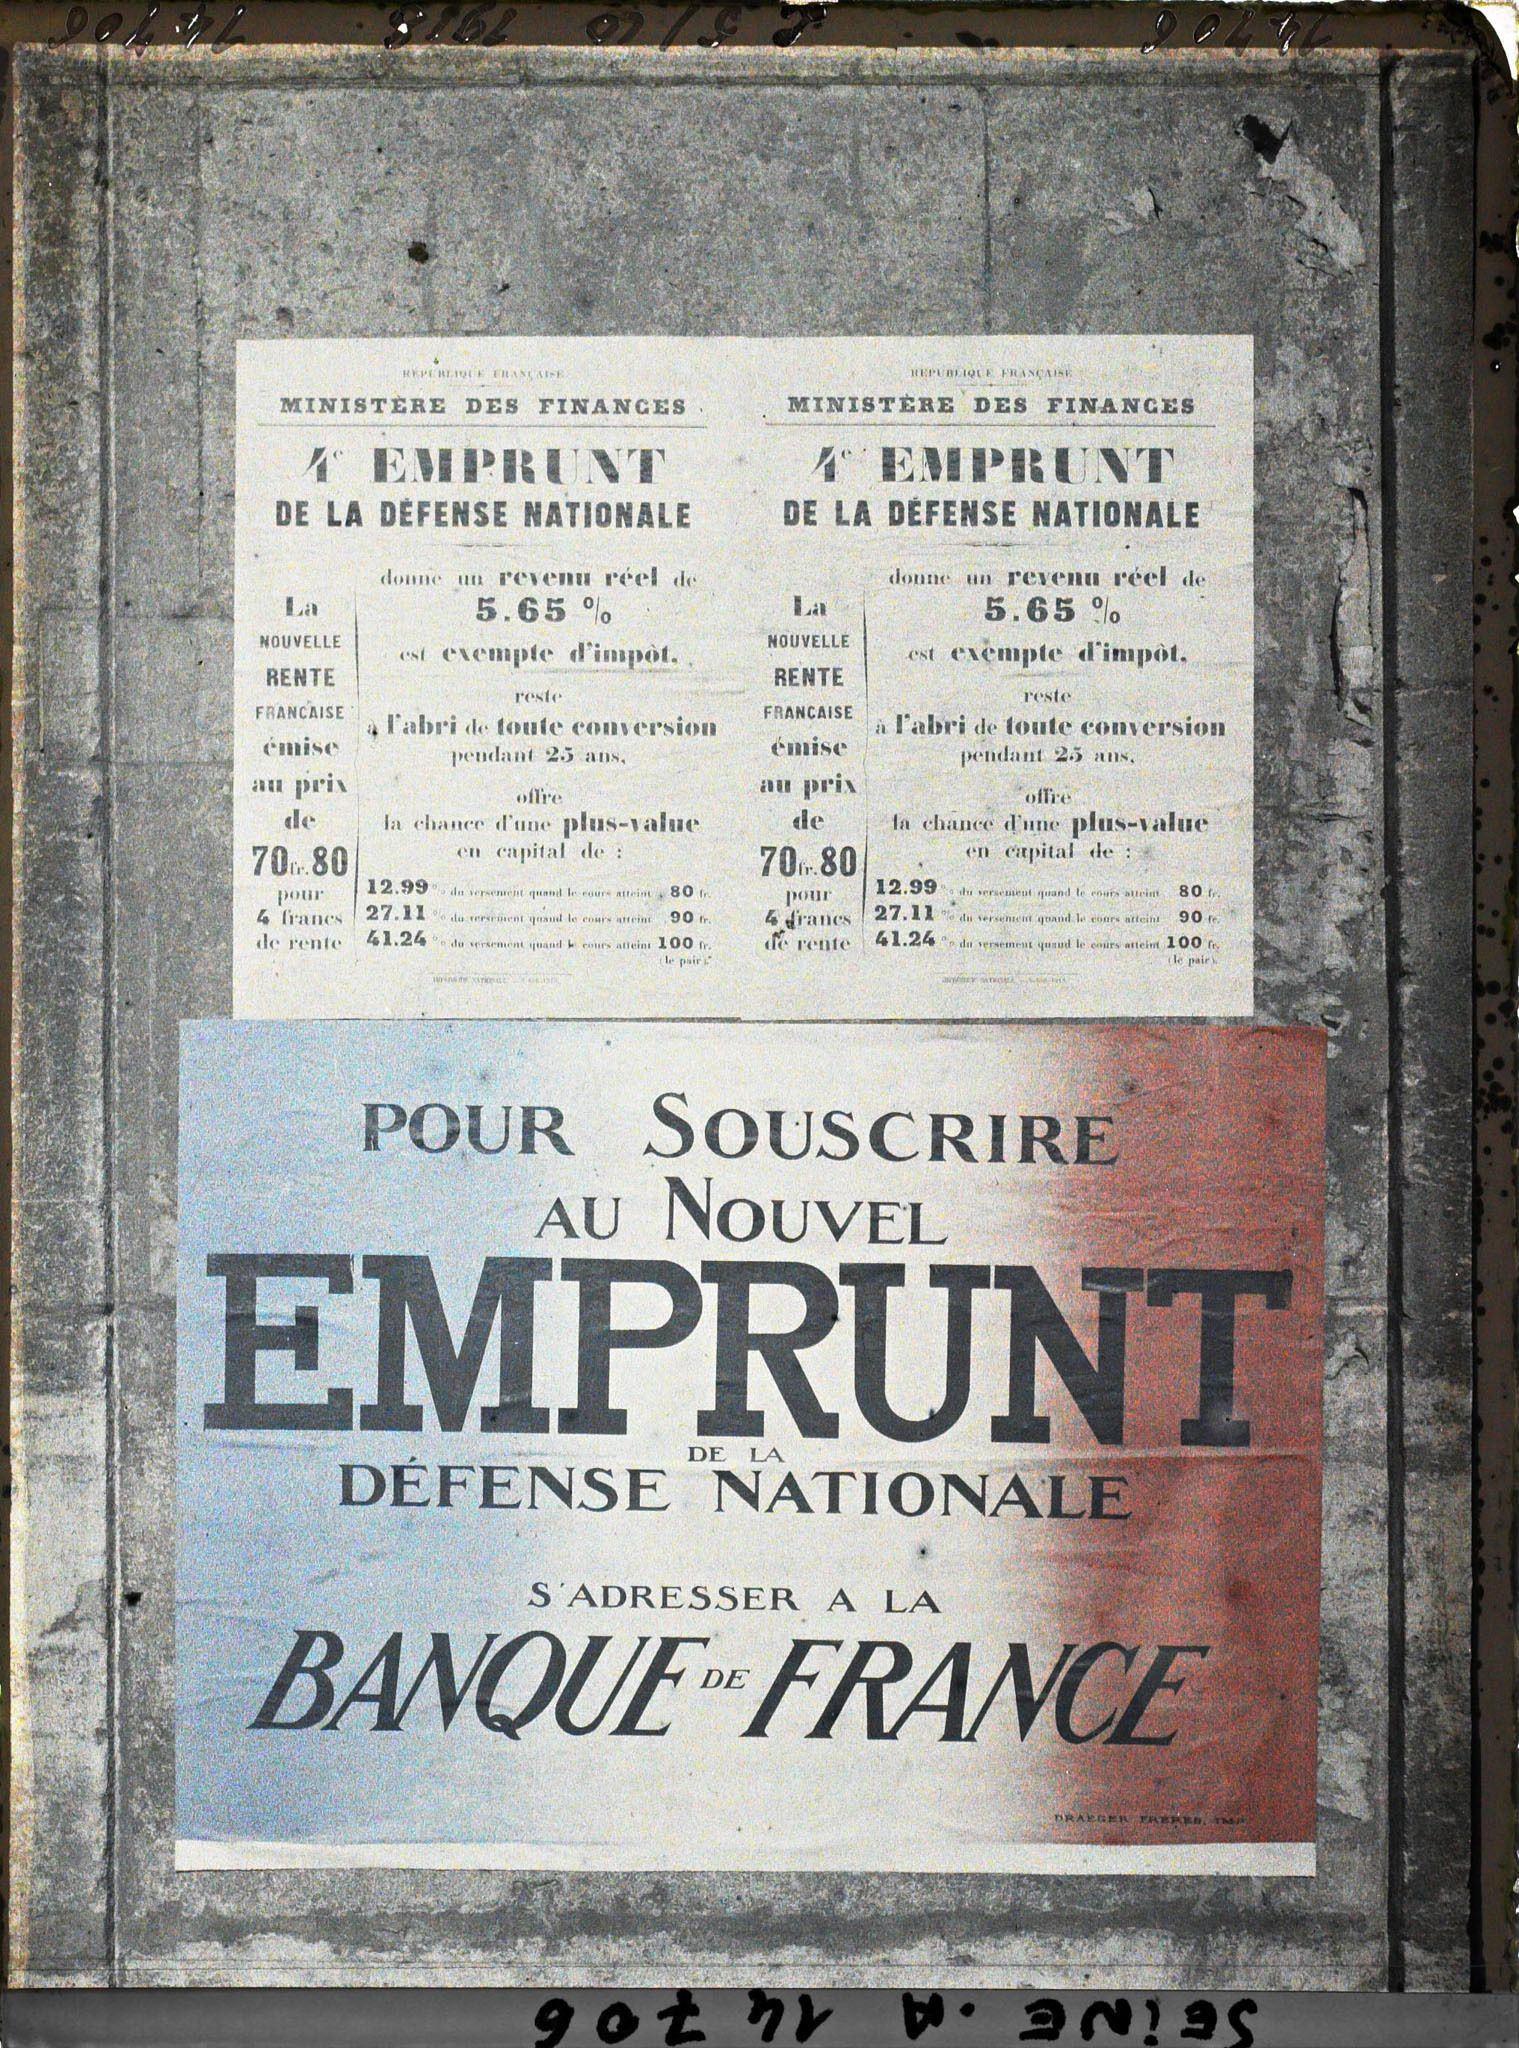 14706 1918 14706
RÉPUBLIQUE FRANÇAISE
MINISTÈRE DES FINANCES
4e EMPRUNT
DE LA DÉFENSE NATIONALE
La
NOUVELLE
RENTE
FRANÇAISE
émise
au prix
de
70fr.80
pour
4 francs
de rente
donne un revenu réel de
5.65 %
est exempte d'impôt,
reste
à l'abri de toute conversion
pendant 25 ans,
offre
la chance d'une plus-value
en capital de :
12.99 % du versement quand le cours atteint 80 fr.
27.11 % du versement quand le cours atteint 90 fr.
41.24 % du versement quand le cours atteint 100 fr.
(le pair).
RÉPUBLIQUE FRANÇAISE
MINISTÈRE DES FINANCES
4e EMPRUNT
DE LA DÉFENSE NATIONALE
La
NOUVELLE
RENTE
FRANÇAISE
émise
au prix
de
70fr.80
pour
4 francs
de rente
donne un revenu réel de
5.65 %
est exempte d'impôt,
reste
à l'abri de toute conversion
pendant 25 ans,
offre
la chance d'une plus-value
en capital de :
12.99 % du versement quand le cours atteint 80 fr.
27.11 % du versement quand le cours atteint 90 fr.
41.24 % du versement quand le cours atteint 100 fr.
(le pair).
POUR SOUSCRIRE
AU NOUVEL
EMPRUNT
DE LA
DÉFENSE NATIONALE
S'ADRESSER A LA
BANQUE DE FRANCE
DRAEGER FRÈRES, IMP.
SEINE. A 14706